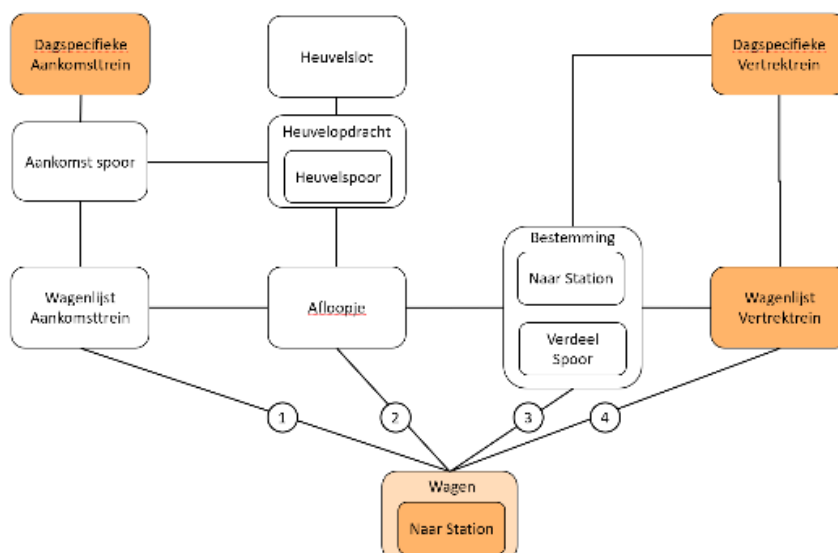 Dagspecifieke
Aankomsttrein
Heuvelslot
Dagspecifieke
Vertrektrein
Heuvelopdracht
Aankomst spoor
Heuvelspoor
Bestemming
Naar Station
Wagenlijst
Aankomsttrein
Afloopje
Wagenlijst
Vertrektrein
Verdeel
Spoor
1
2
3
4
Wagen
Naar Station